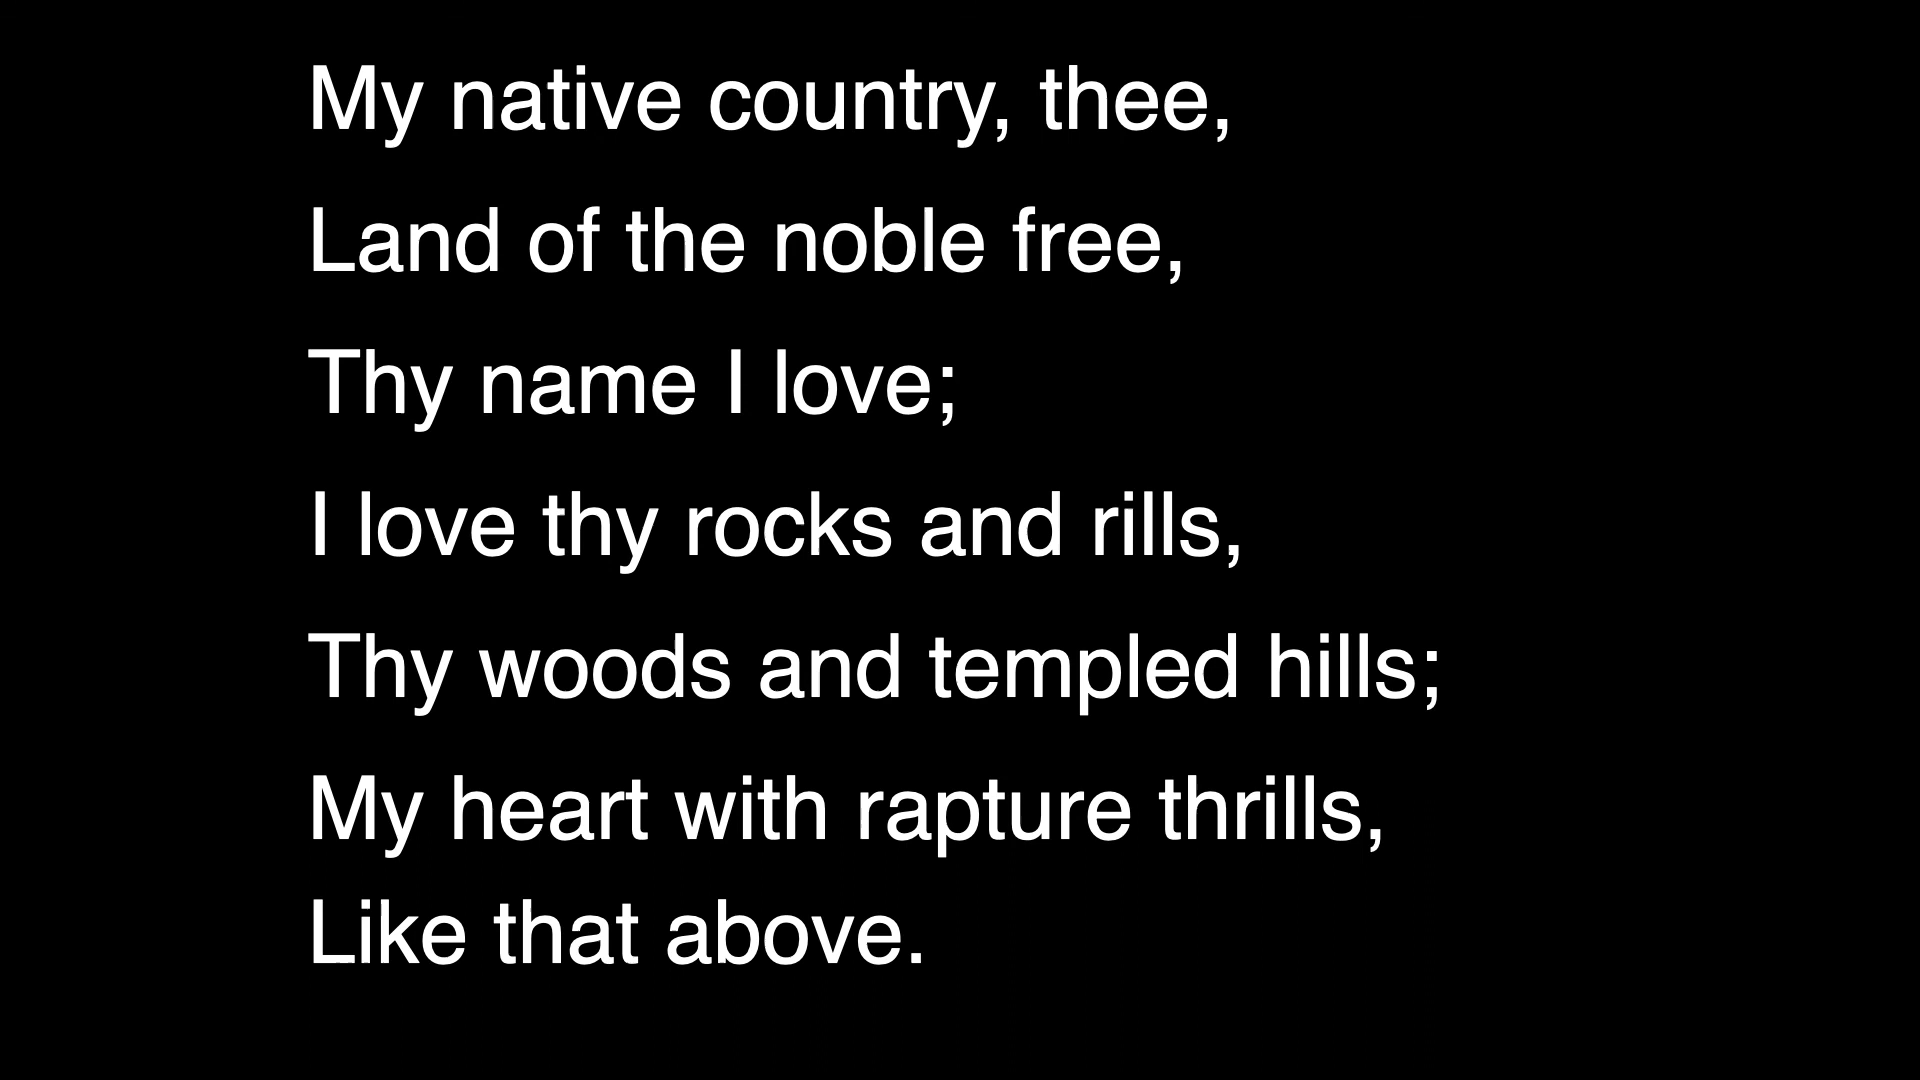 My native country, thee,
Land of the noble free,
Thy name I love;
I love thy rocks and rills,
Thy woods and templed hills;
My heart with rapture thrills,
Like that above.